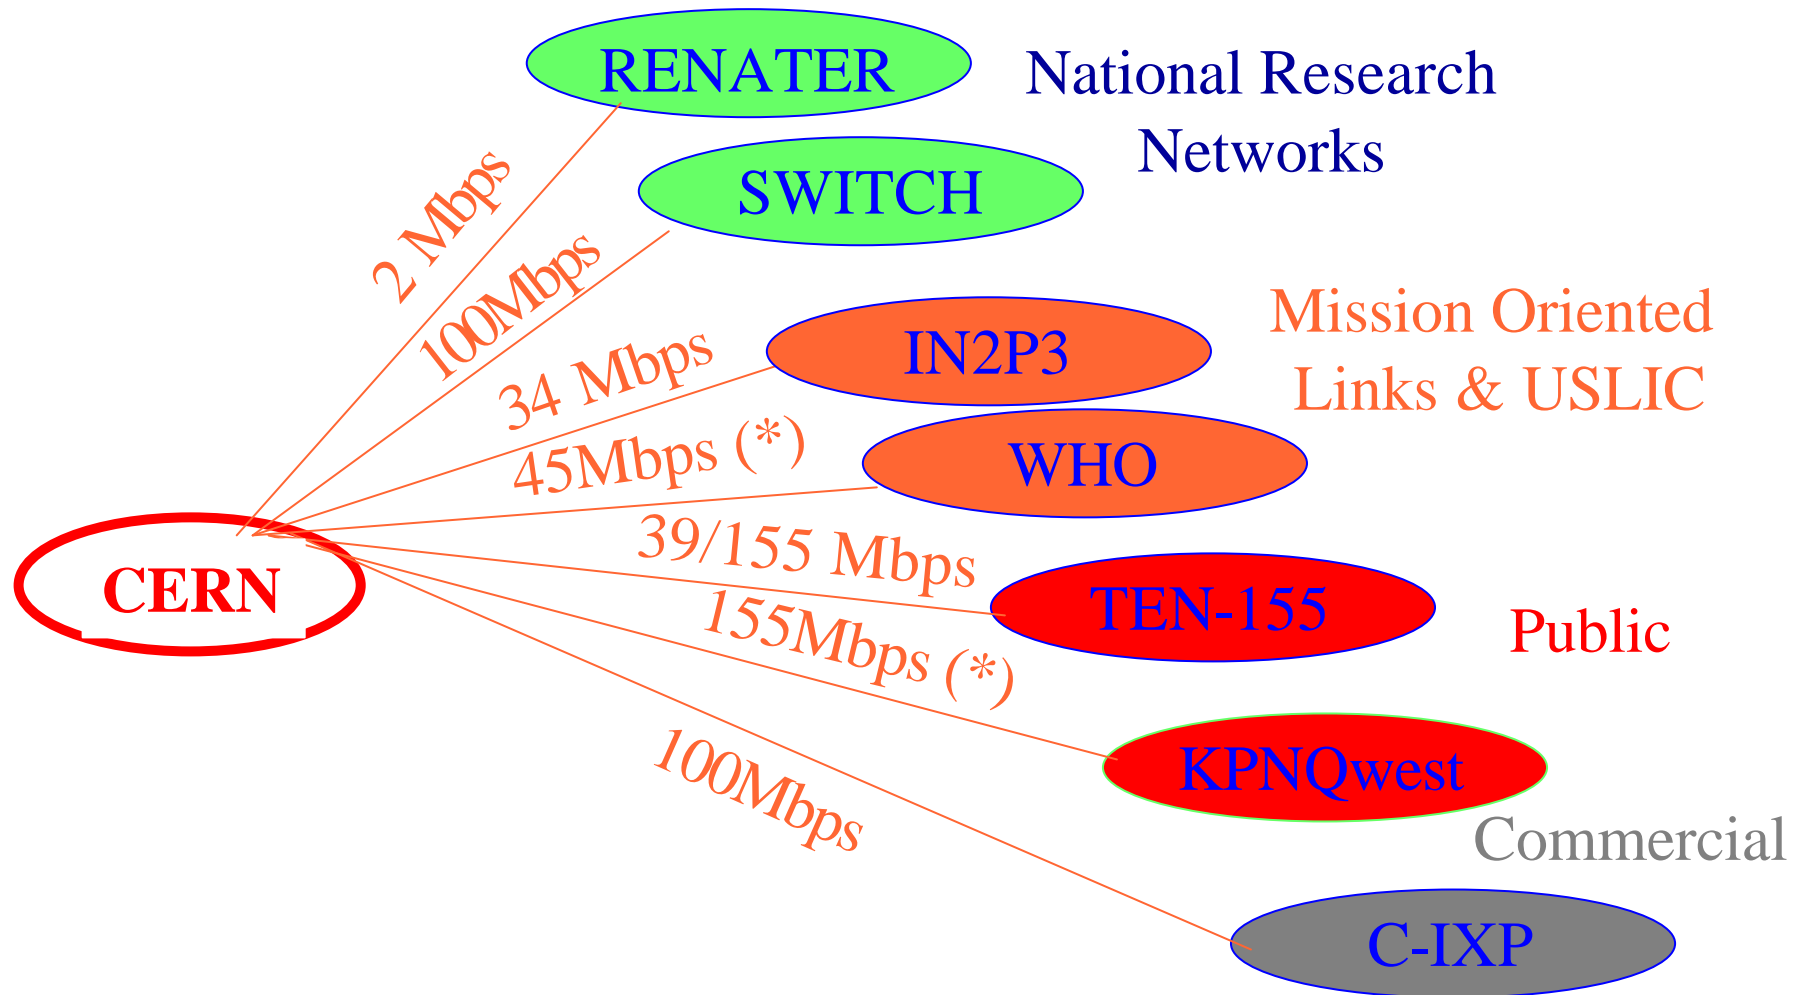 RENATER
National Research
Networks
SWITCH
2 Mbps
100Mbps
Mission Oriented
Links & USLIC
IN2P3
34 Mbps
45Mbps (*)
WHO
39/155 Mbps
CERN
TEN-155
Public
155Mbps (*)
KPNQwest
100Mbps
Commercial
C-IXP